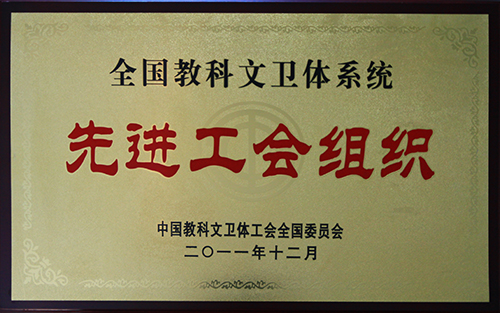 全国教科文卫体系统
先进工会组织
中国教科文卫体工会全国委员会
二〇一一年十二月